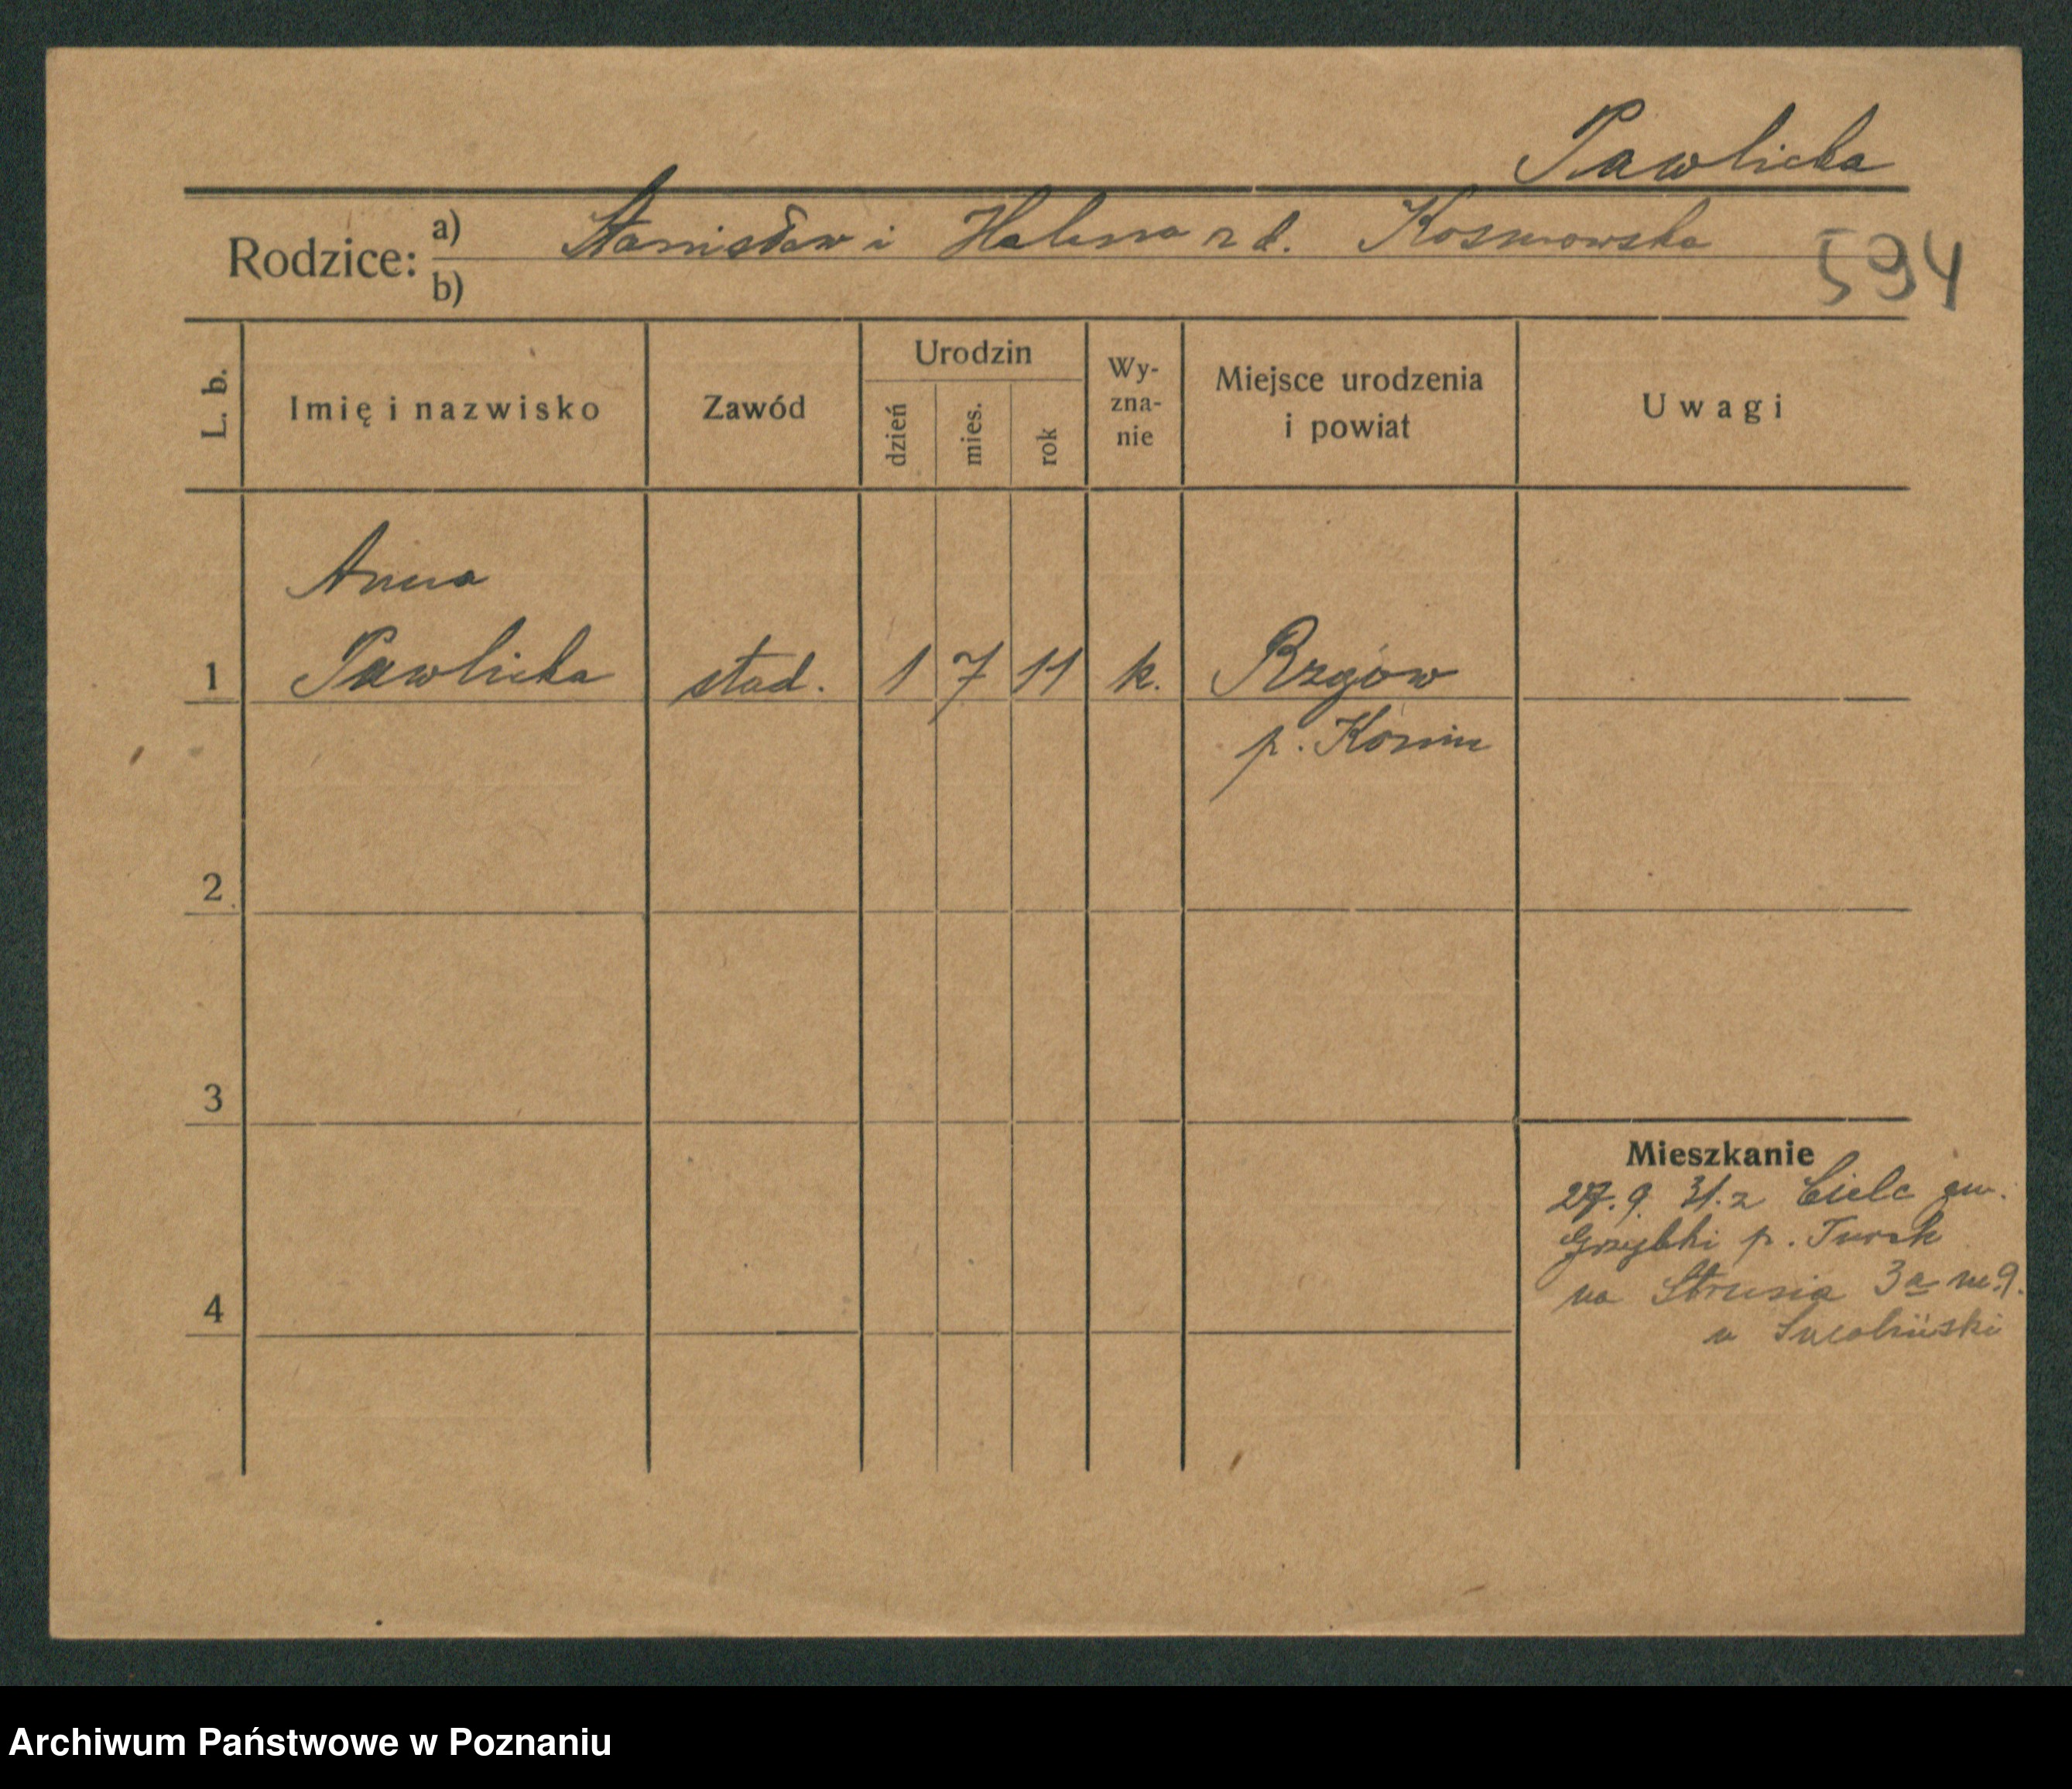 Pawlicka
Rodzice: a) Stanisław i Halina z d. Kosmowska
b)
594
L. b. Imię i nazwisko Zawód Urodzin dzień mies. rok Wy-zna-nie Miejsce urodzenia i powiat Uwagi
Anna
1 Pawlicka stud. 1 7 11 k. Rzgów
p. Konin
2
3
Mieszkanie
27. 9. 31. z Cielc gm.
Grzybki p. Turek
4 na Strusia 3a m 9.
u
Archiwum Państwowe w Poznaniu